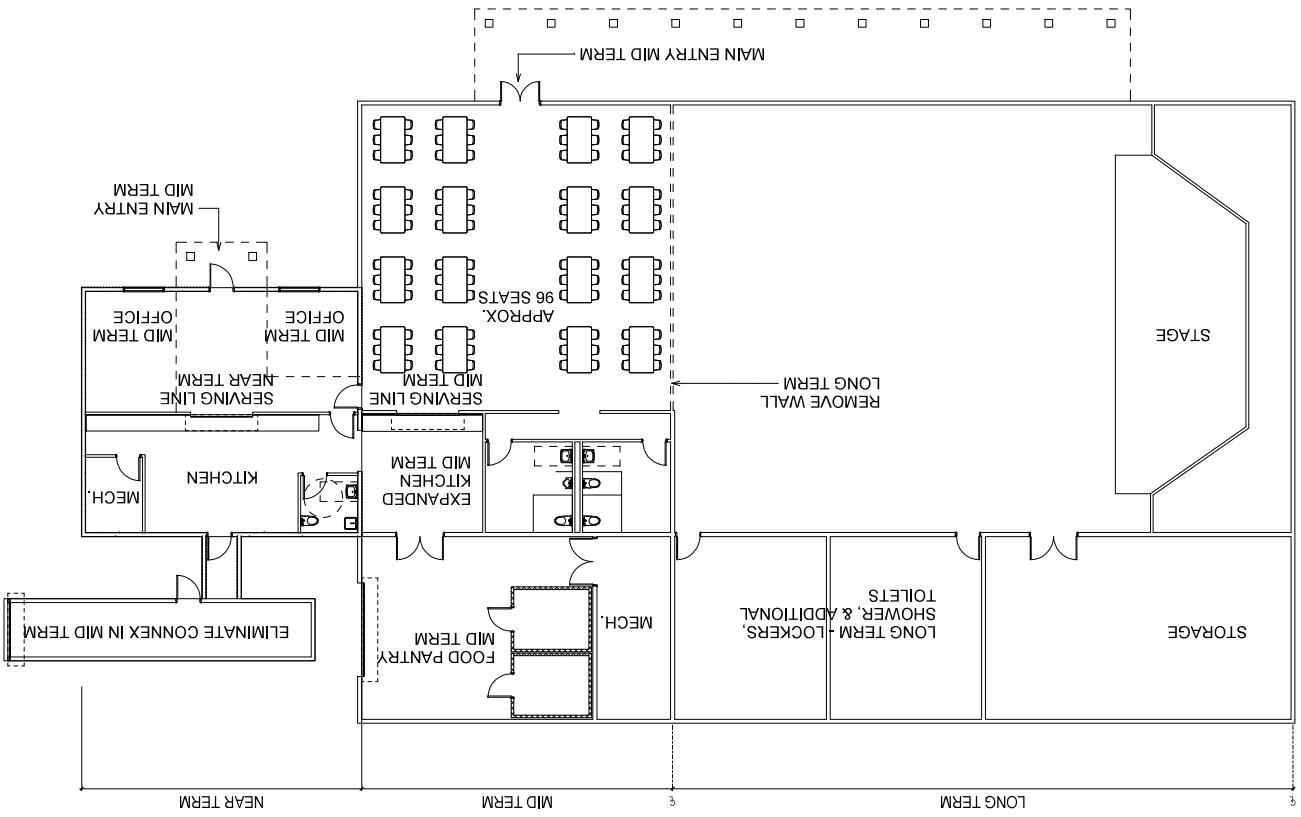 LONG TERM
MID TERM
NEAR TERM
STORAGE
LONG TERM - LOCKERS,
SHOWER, & ADDITIONAL
TOILETS
MECH.
FOOD PANTRY
MID TERM
ELIMINATE CONNEX IN MID TERM
EXPANDED
KITCHEN
MID TERM
KITCHEN
MECH.
REMOVE WALL
LONG TERM
SERVING LINE
MID TERM
SERVING LINE
NEAR TERM
STAGE
MID TERM
OFFICE
MID TERM
OFFICE
APPROX.
96 SEATS
MAIN ENTRY
MID TERM
MAIN ENTRY MID TERM